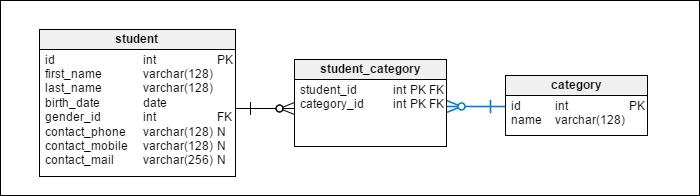 student
id int PK
first_name varchar(128)
last_name varchar(128)
birth_date date
gender_id int FK
contact_phone varchar(128) N
contact_mobile varchar(128) N
contact_mail varchar(256) N
student_category
student_id int PK FK
category_id int PK FK
category
id int PK
name varchar(128)